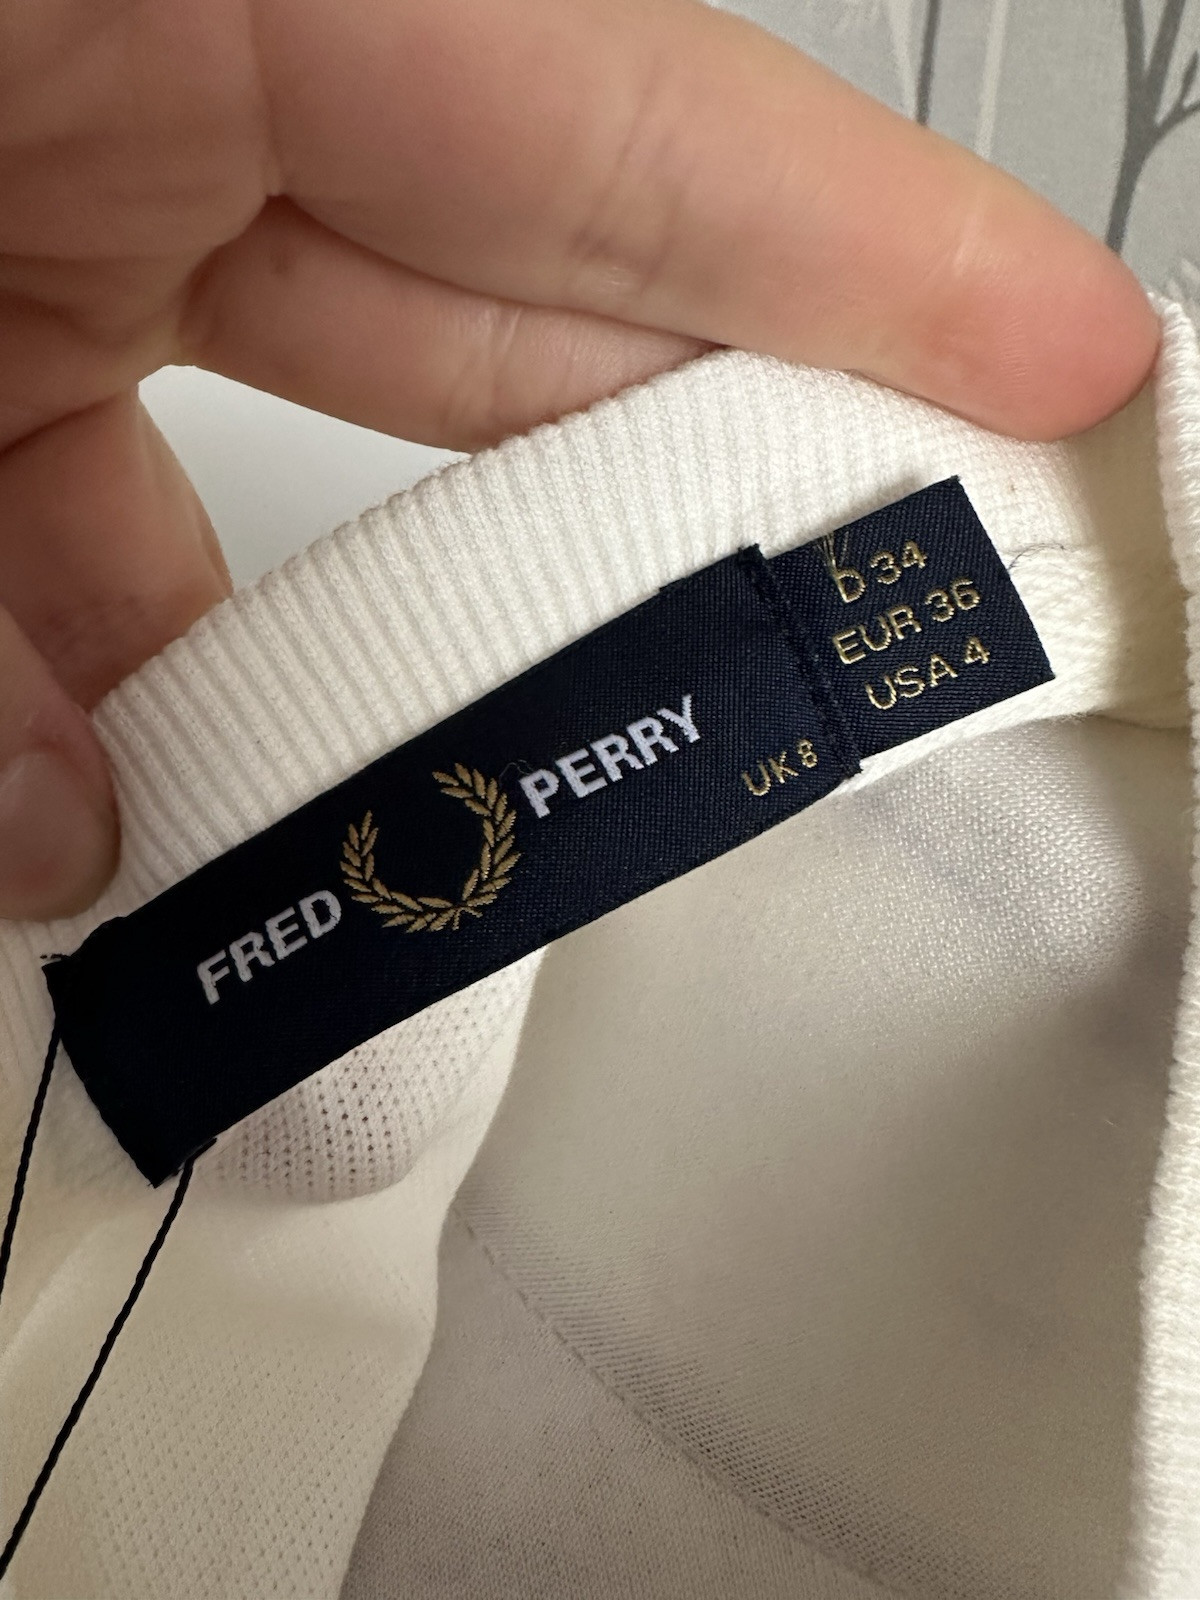 FRED PERRY
UK 8
D 34
EUR 36
USA 4